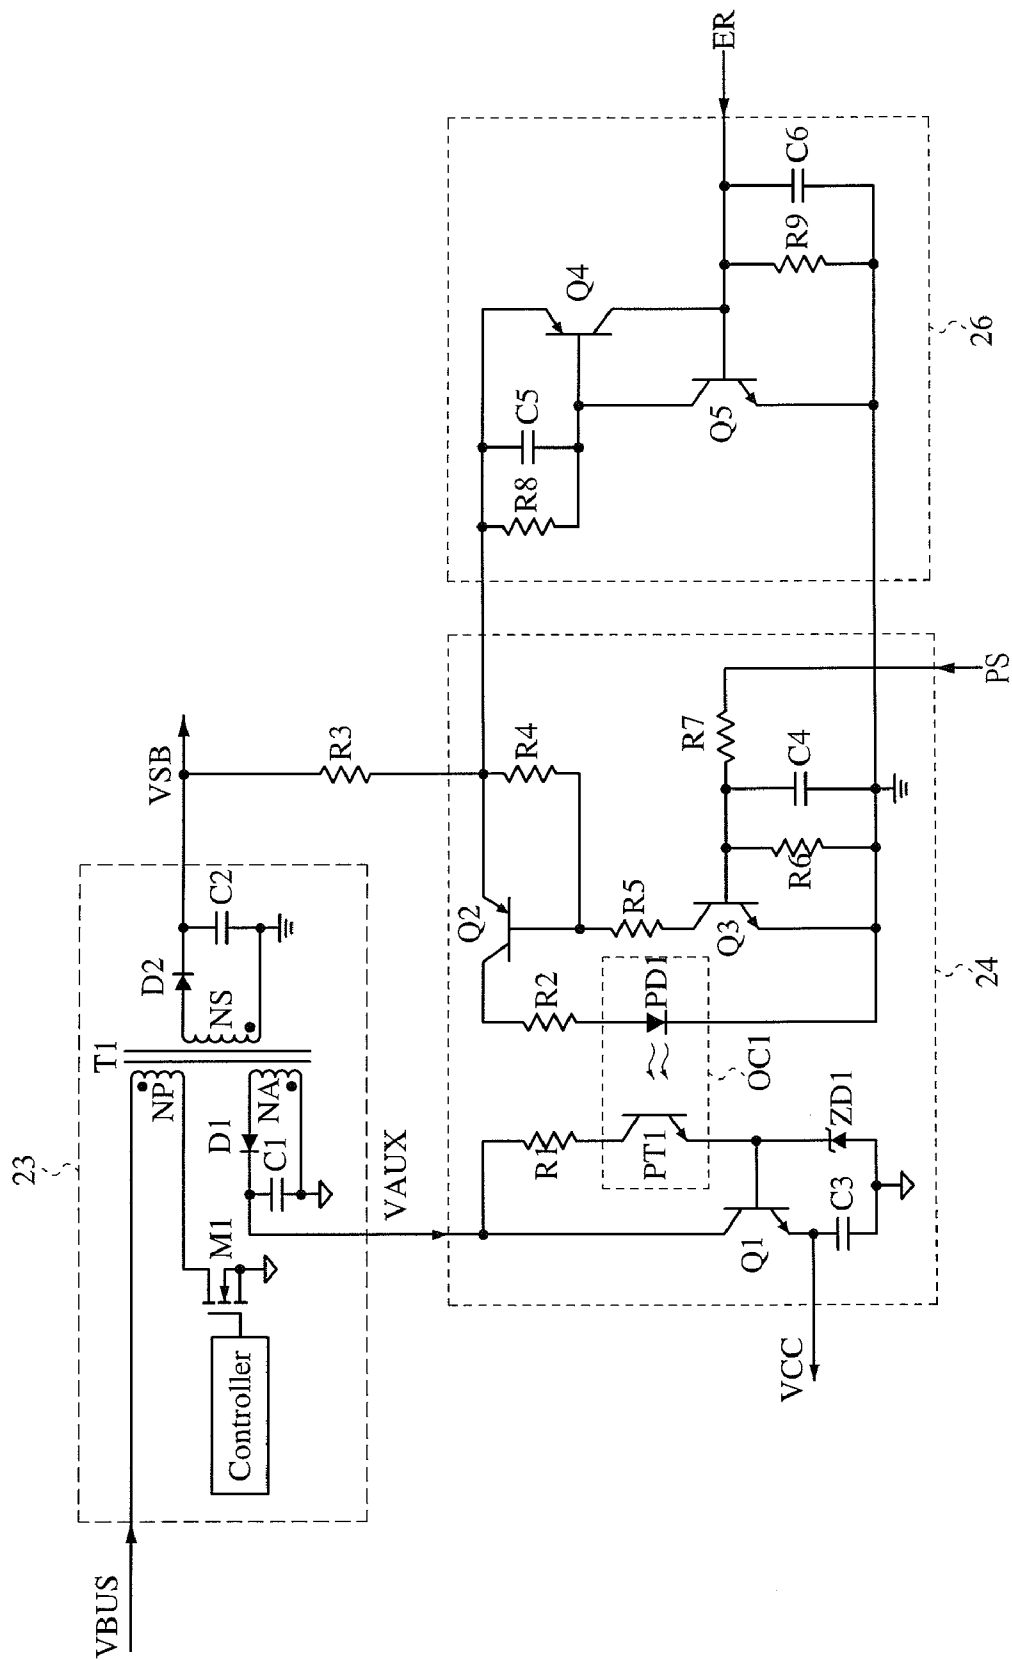 VBUS
23
Controller
M1
T1
NP
D1
C1
NA
NS
D2
C2
VSB
VAUX
R3
VCC
Q1
C3
ZD1
R1
PT1
OC1
PD1
R2
Q2
R5
Q3
R4
R6
C4
R7
24
PS
R8
C5
Q4
Q5
R9
C6
26
ER